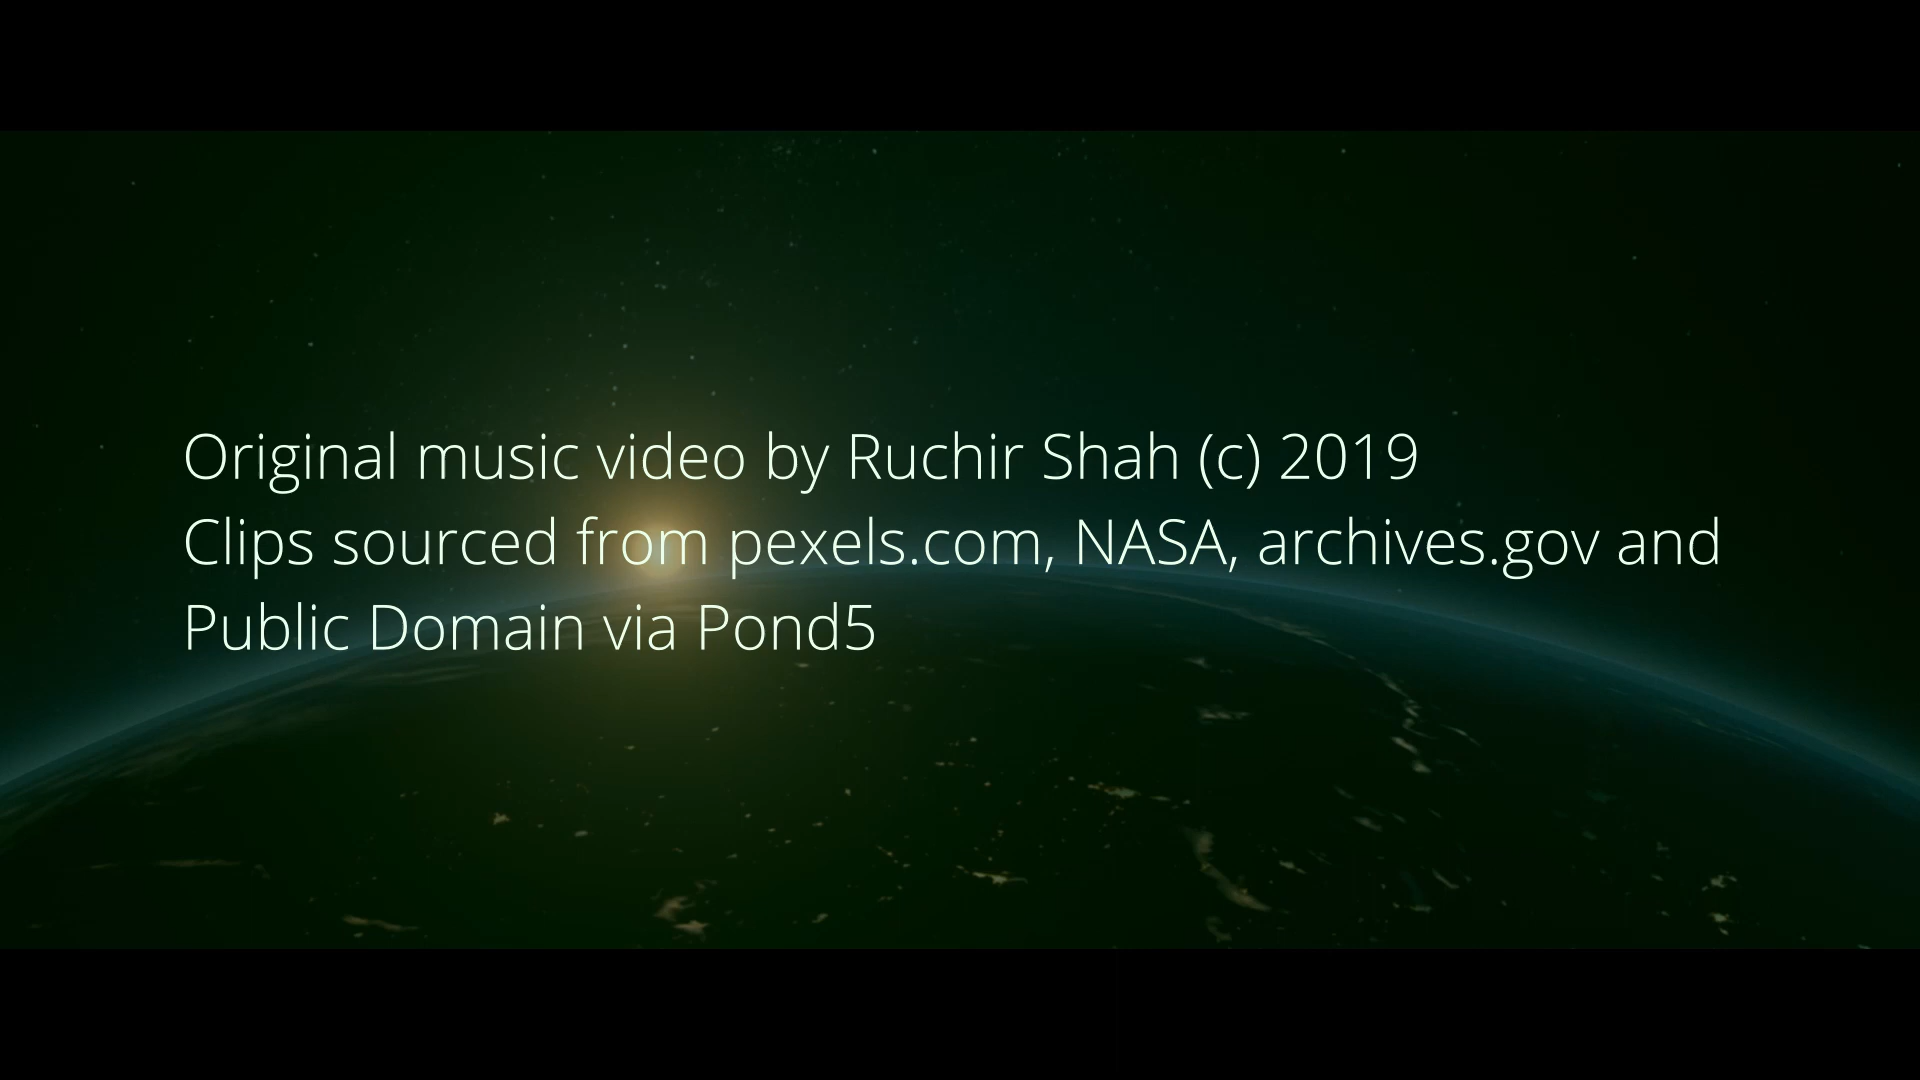 Original music video by Ruchir Shah (c) 2019
Clips sourced from pexels.com, NASA, archives.gov and
Public Domain via Pond5